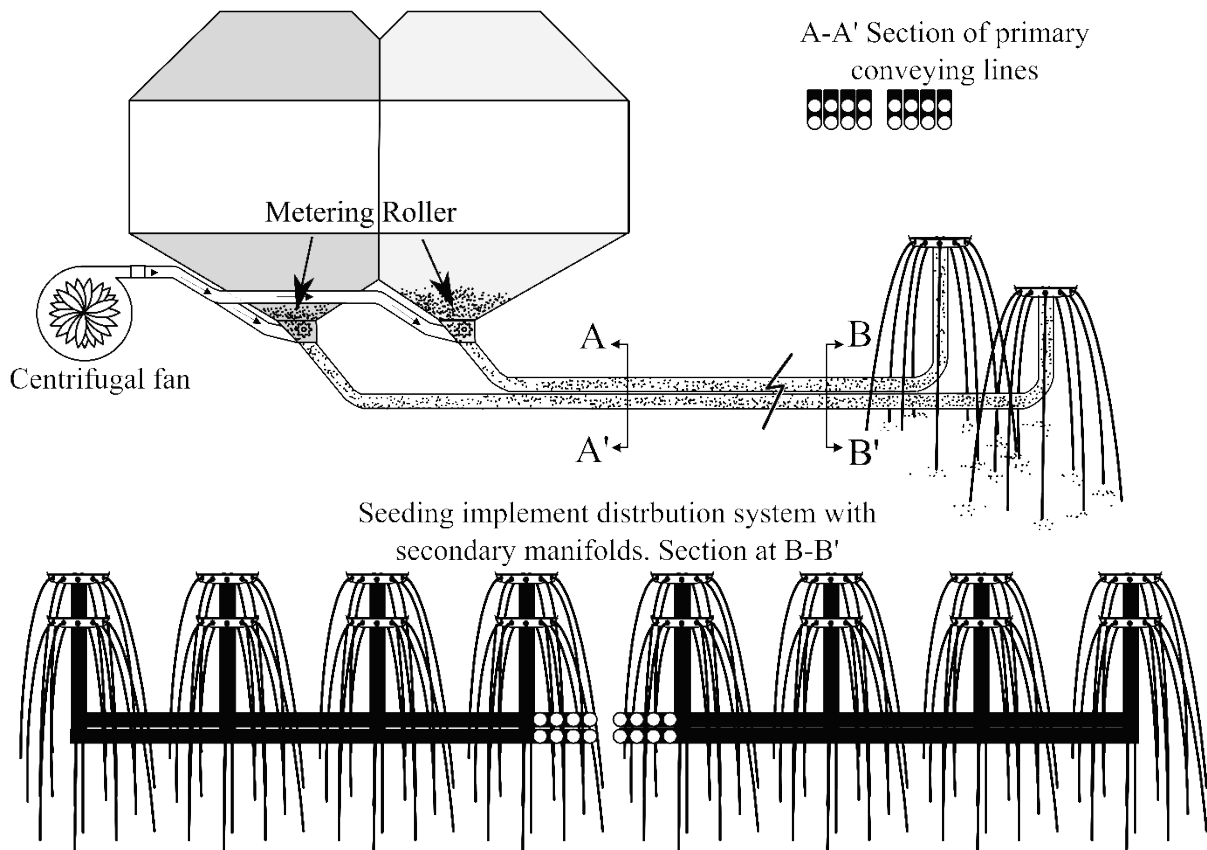 A-A' Section of primary
conveying lines
Metering Roller
Centrifugal fan
A
B
A'
B'
Seeding implement distrbution system with
secondary manifolds. Section at B-B'